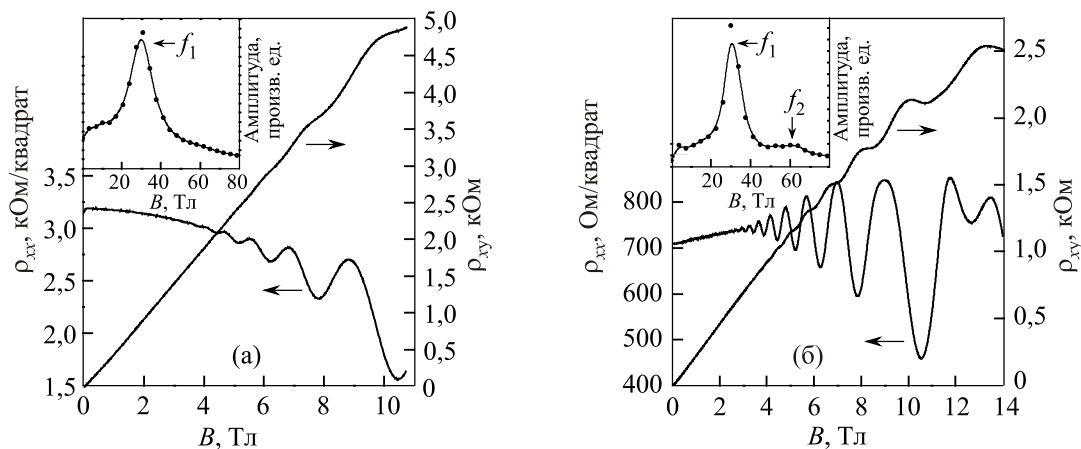 f1
Амплитуда,
произв. ед.
20 40 60 80
B, Тл
ρxx, кОм/квадрат
3,5
3,0
2,5
2,0
1,5
5,0
4,5
4,0
3,5
3,0
2,5
2,0
1,5
1,0
0,5
0
ρxy, кОм
(а)
0 2 4 6 8 10
B, Тл
f1
f2
Амплитуда,
произв. ед.
20 40 60
B, Тл
ρxx, Ом/квадрат
800
700
600
500
400
2,5
2,0
1,5
1,0
0,5
0
ρxy, кОм
(б)
0 2 4 6 8 10 12 14
B, Тл